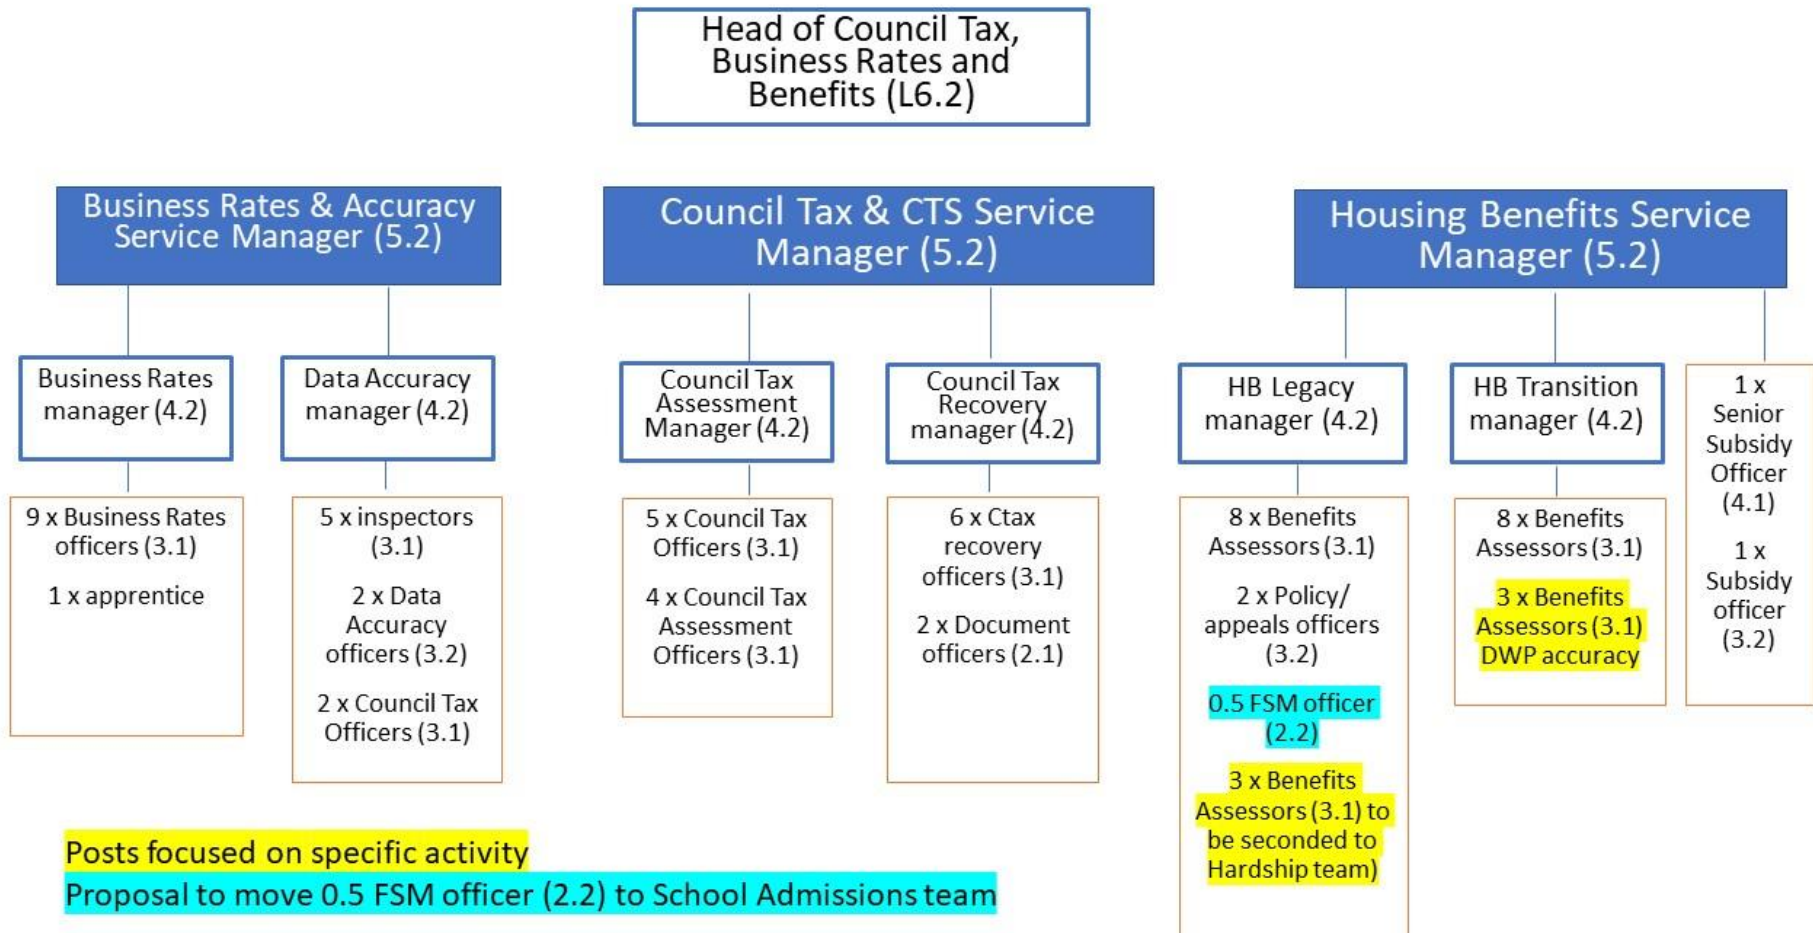 Head of Council Tax,
Business Rates and
Benefits (L6.2)
Business Rates & Accuracy
Service Manager (5.2)
Council Tax & CTS Service
Manager (5.2)
Housing Benefits Service
Manager (5.2)
Business Rates
manager (4.2)
Data Accuracy
manager (4.2)
Council Tax
Assessment
Manager (4.2)
Council Tax
Recovery
manager (4.2)
HB Legacy
manager (4.2)
HB Transition
manager (4.2)
1 x
Senior
Subsidy
Officer
(4.1)
1 x
Subsidy
officer
(3.2)
9 x Business Rates
officers (3.1)
1 x apprentice
5 x inspectors
(3.1)
2 x Data
Accuracy
officers (3.2)
2 x Council Tax
Officers (3.1)
5 x Council Tax
Officers (3.1)
4 x Council Tax
Assessment
Officers (3.1)
6 x Ctax
recovery
officers (3.1)
2 x Document
officers (2.1)
8 x Benefits
Assessors (3.1)
2 x Policy/
appeals officers
(3.2)
0.5 FSM officer
(2.2)
3 x Benefits
Assessors (3.1) to
be seconded to
Hardship team)
8 x Benefits
Assessors (3.1)
3 x Benefits
Assessors (3.1)
DWP accuracy
Posts focused on specific activity
Proposal to move 0.5 FSM officer (2.2) to School Admissions team